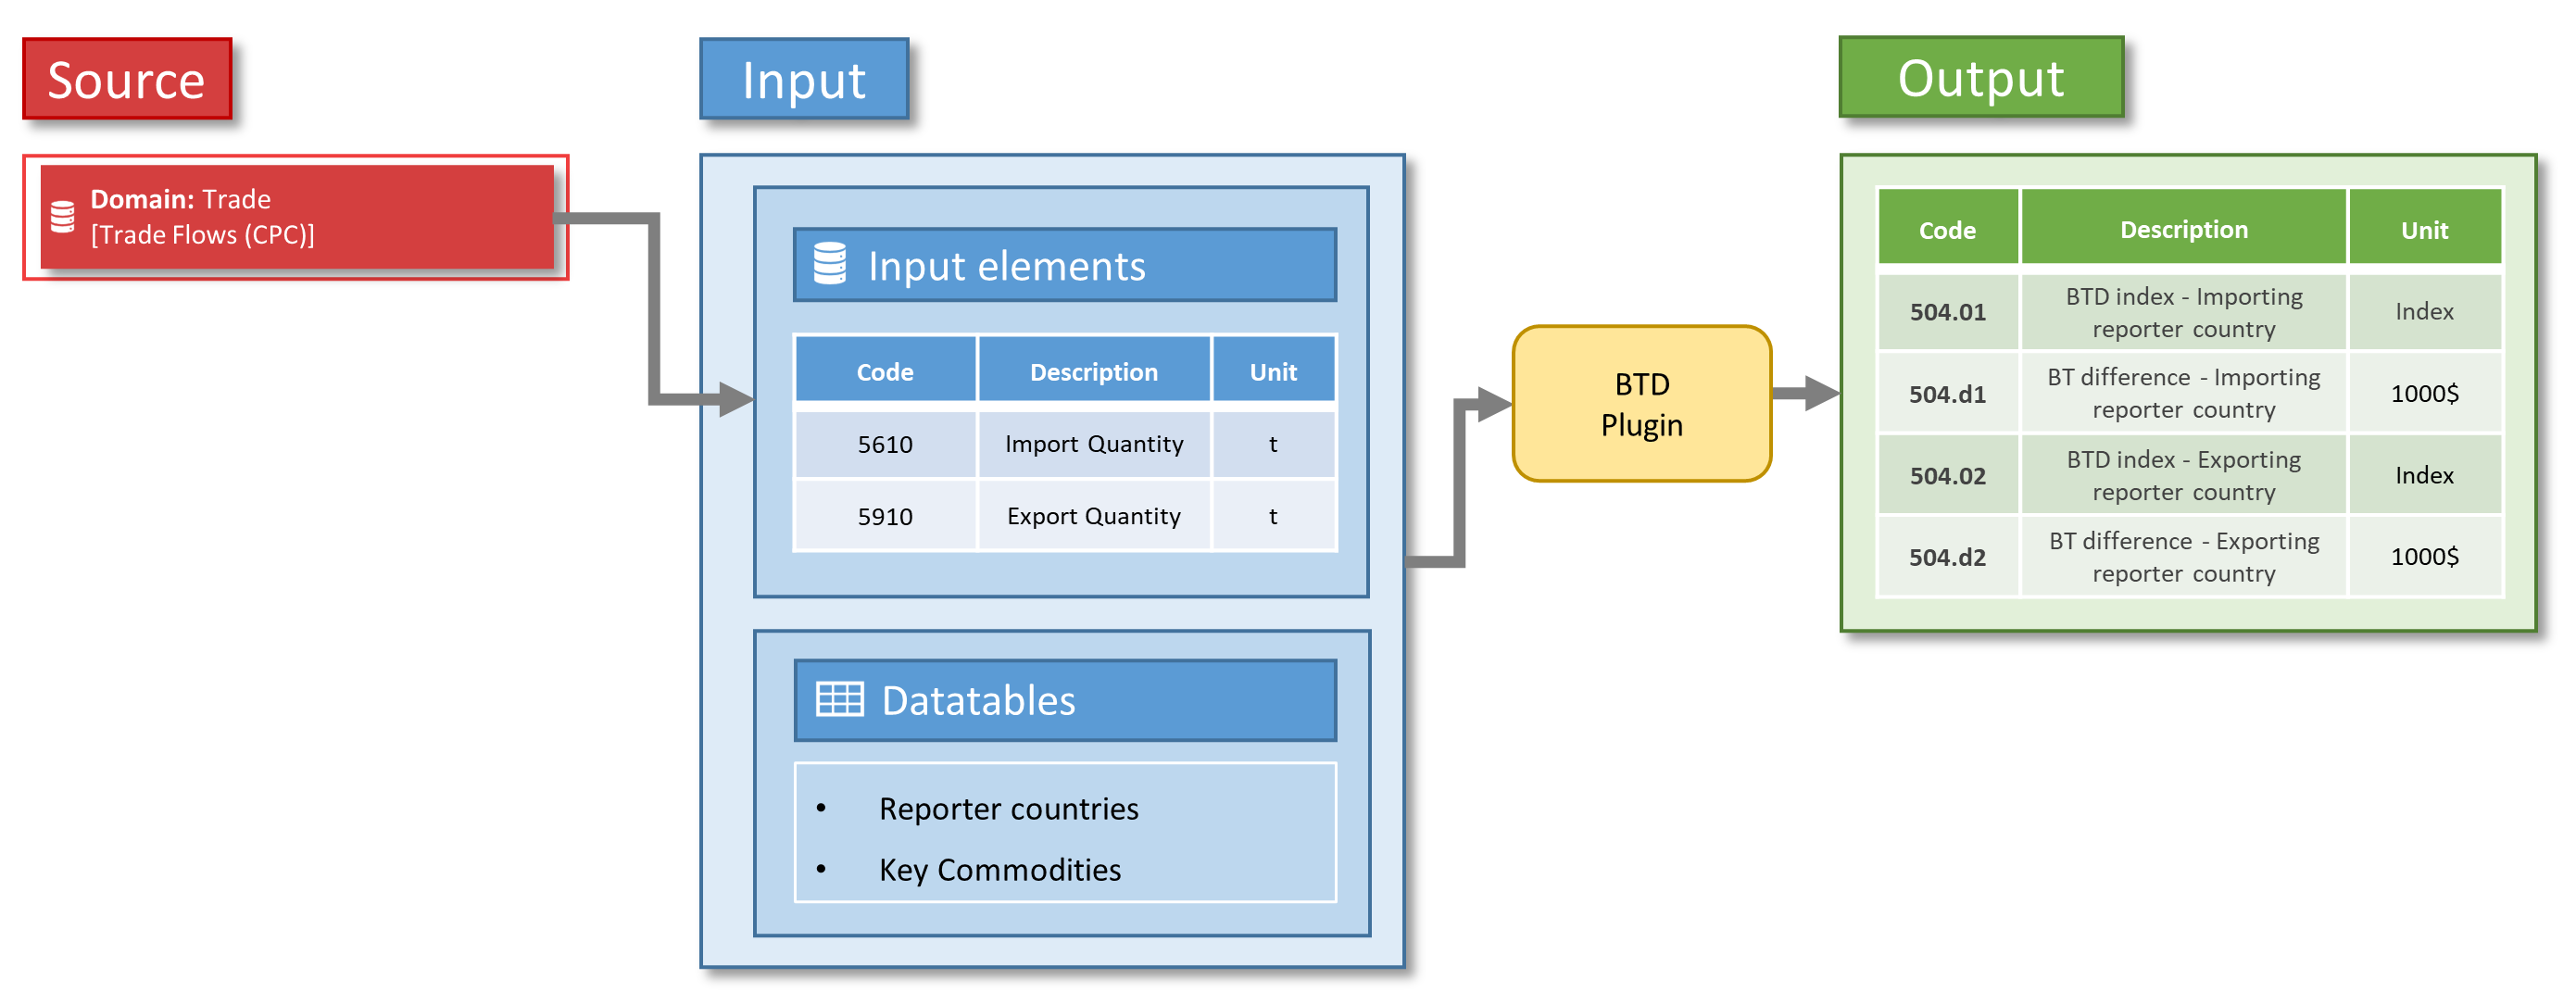 Source
Domain: Trade
[Trade Flows (CPC)]
Input
Input elements
Code Description Unit
5610 Import Quantity t
5910 Export Quantity t
Datatables
• Reporter countries
• Key Commodities
BTD
Plugin
Output
Code Description Unit
504.01 BTD index - Importing reporter country Index
504.d1 BT difference - Importing reporter country 1000$
504.02 BTD index - Exporting reporter country Index
504.d2 BT difference - Exporting reporter country 1000$